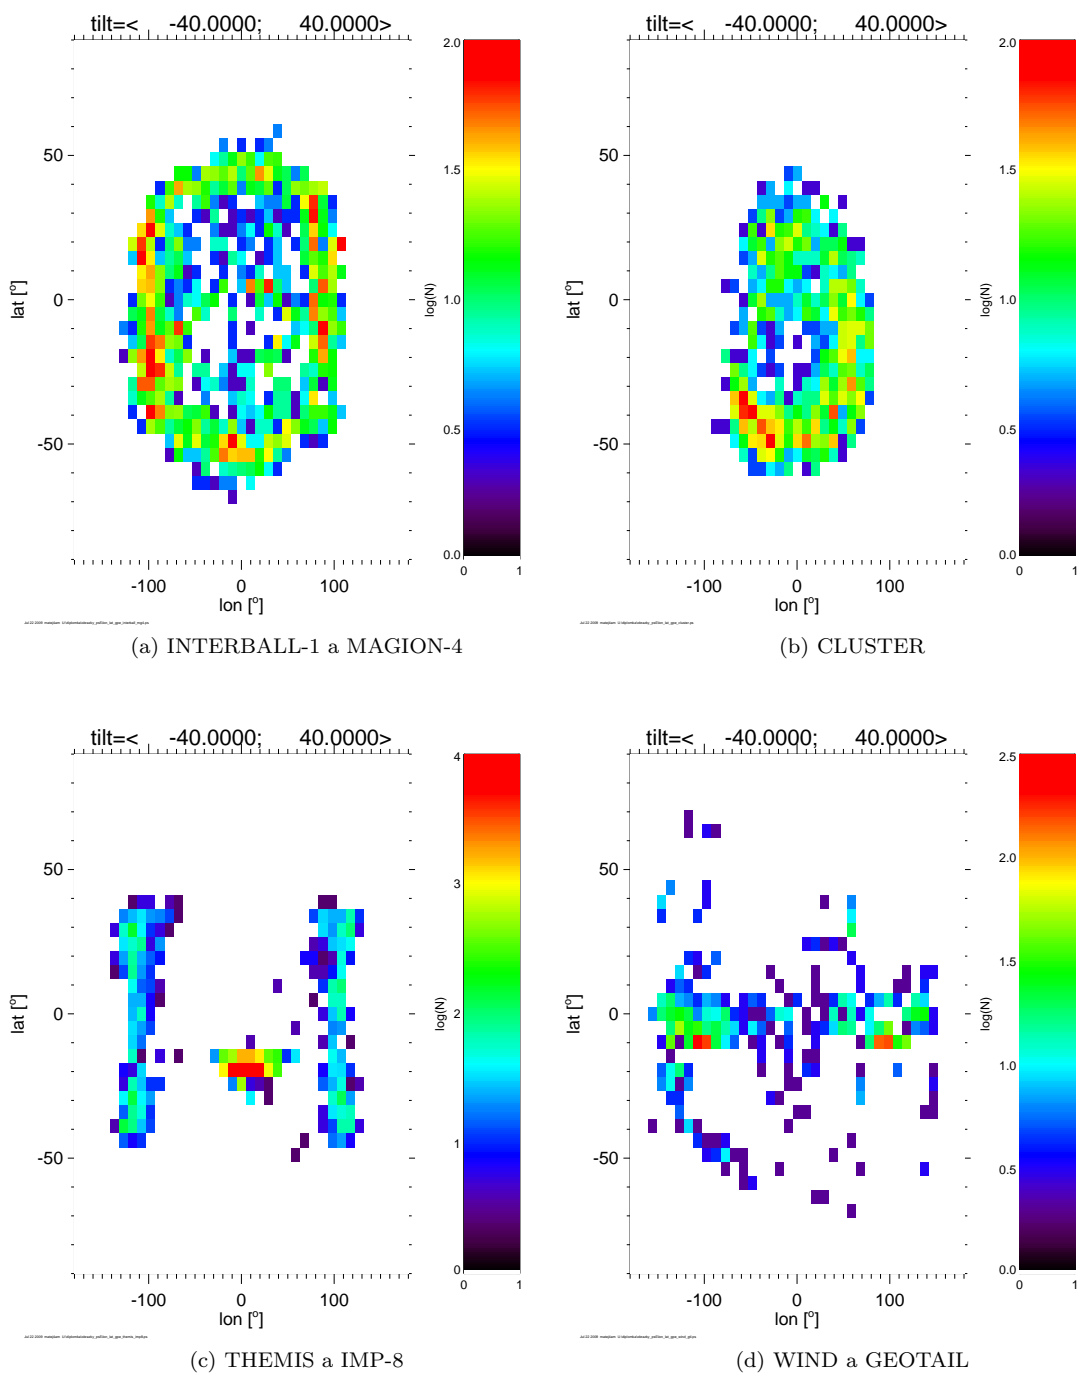 tilt=< -40.0000; 40.0000>
2.0
1.5
1.0
0.5
0.0
log(N)
0 1
50
0
-50
lat [°]
-100 0 100
lon [°]
(a) INTERBALL-1 a MAGION-4
tilt=< -40.0000; 40.0000>
2.0
1.5
1.0
0.5
0.0
log(N)
0 1
50
0
-50
lat [°]
-100 0 100
lon [°]
(b) CLUSTER
tilt=< -40.0000; 40.0000>
4
3
2
1
0
log(N)
0 1
50
0
-50
lat [°]
-100 0 100
lon [°]
(c) THEMIS a IMP-8
tilt=< -40.0000; 40.0000>
2.5
2.0
1.5
1.0
0.5
0.0
log(N)
0 1
50
0
-50
lat [°]
-100 0 100
lon [°]
(d) WIND a GEOTAIL